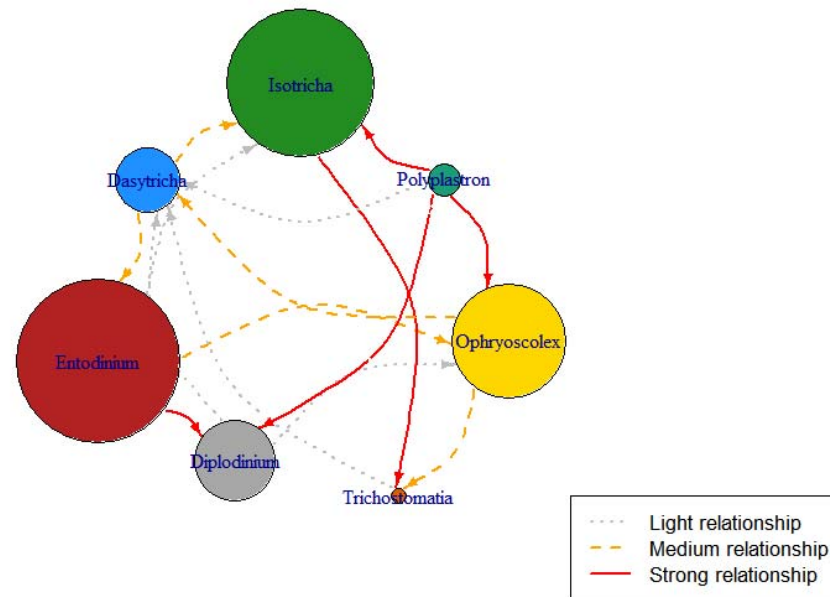 Isotricha
Dasytricha
Polyplastron
Entodinium
Ophryoscolex
Diplodinium
Trichostomatia
Light relationship
Medium relationship
Strong relationship